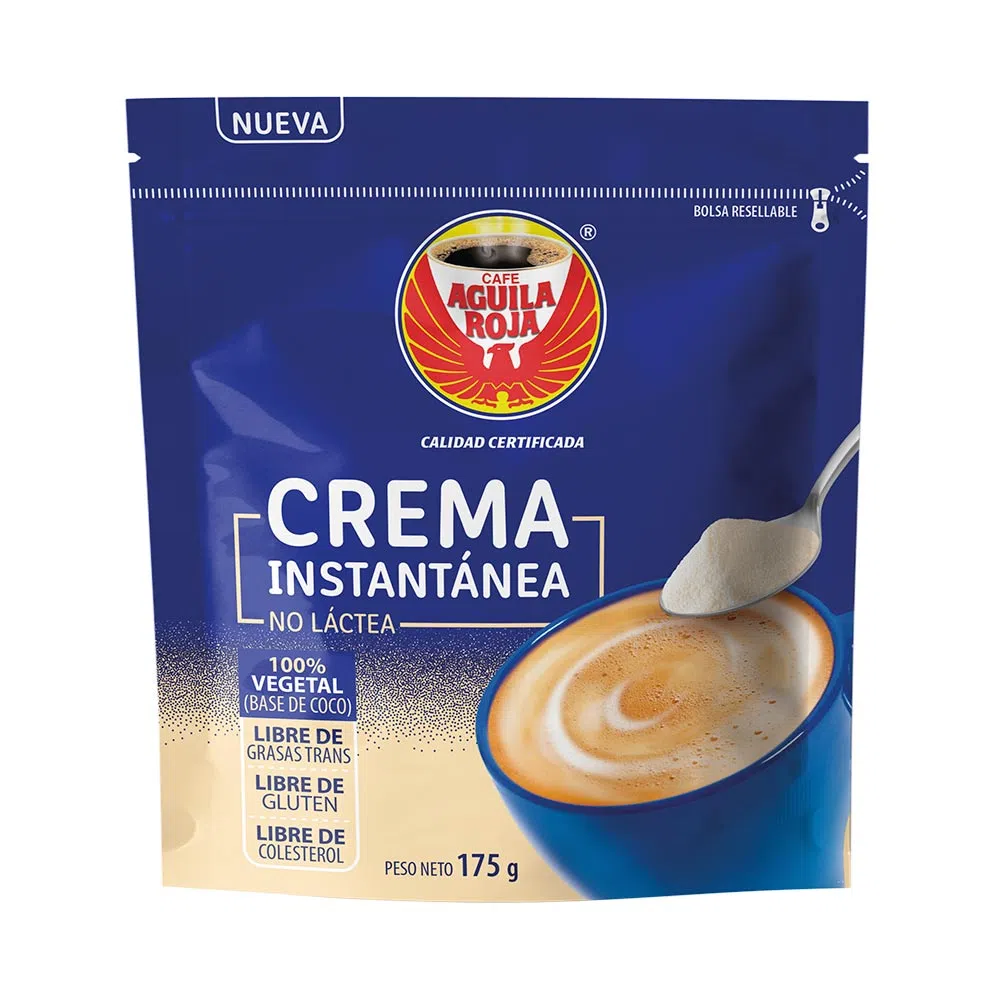 NUEVA
BOLSA RESELLABLE
®
CAFE
AGUILA
ROJA
CALIDAD CERTIFICADA
CREMA
INSTANTÁNEA
NO LÁCTEA
100%
VEGETAL
(BASE DE COCO)
LIBRE DE
GRASAS TRANS
LIBRE DE
GLUTEN
LIBRE DE
COLESTEROL
PESO NETO 175 g